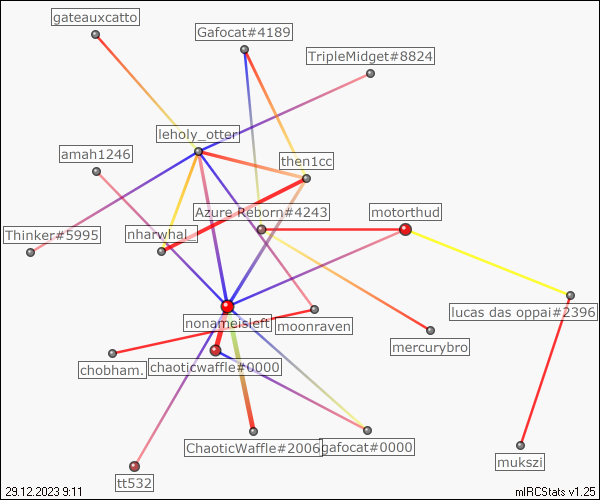 gateauxcatto
Gafocat#4189
TripleMidget#8824
leholy_otter
amah1246
then1cc
Azure Reborn#4243
motorthud
Thinker#5995
nharwhal_
lucas das oppai#2396
nonameisleft
moonraven
mercurybro
chobham.
chaoticwaffle#0000
ChaoticWaffle#2006
gafocat#0000
mukszi
tt532
29.12.2023 9:11
mIRCStats v1.25